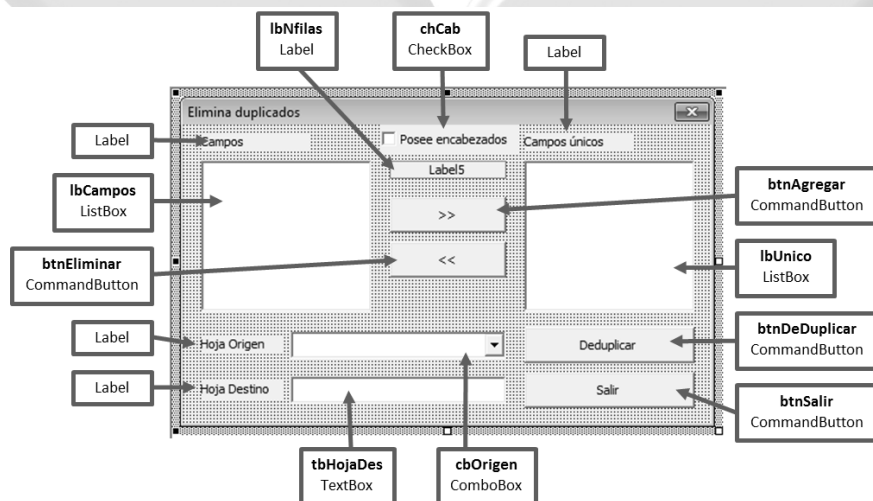 lbNfilas
Label
chCab
CheckBox
Label
Elimina duplicados
Label
Campos
Posee encabezados
Campos únicos
Label5
lbCampos
ListBox
>>
btnAgregar
CommandButton
btnEliminar
CommandButton
<<
lbUnico
ListBox
Label
Hoja Origen
Deduplicar
btnDeDuplicar
CommandButton
Label
Hoja Destino
Salir
btnSalir
CommandButton
tbHojaDes
TextBox
cbOrigen
ComboBox